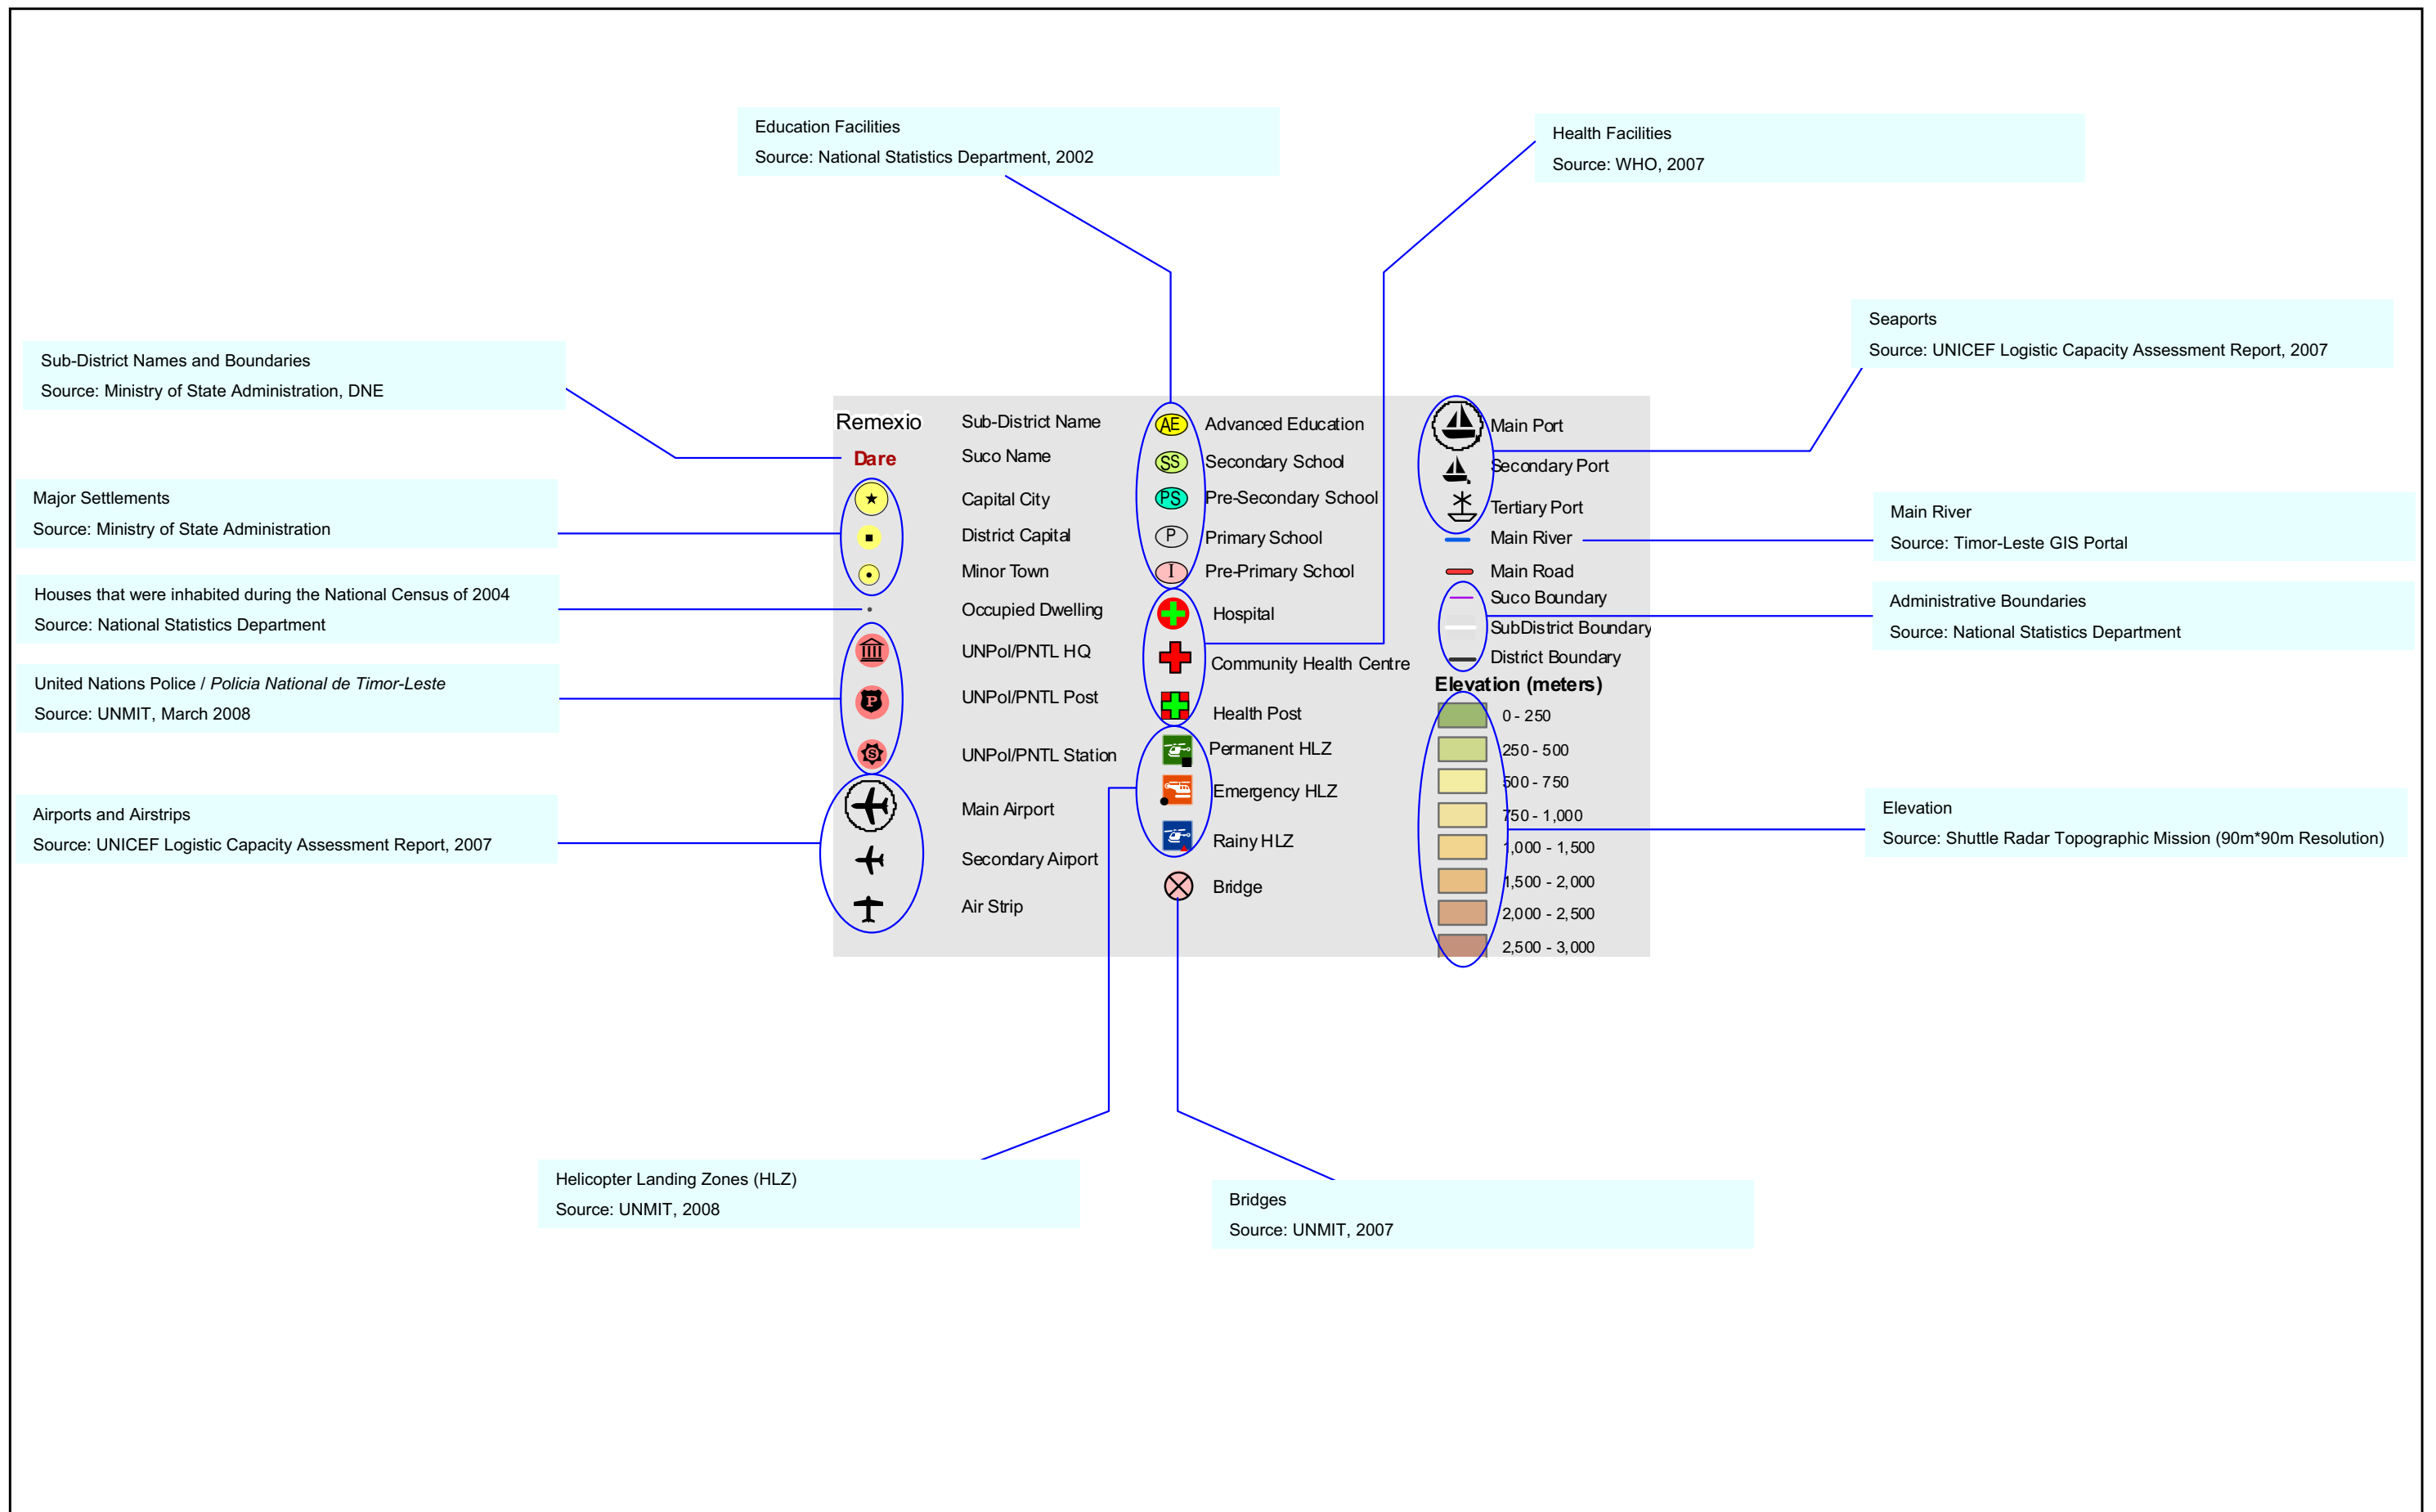 Education Facilities
Source: National Statistics Department, 2002
Health Facilities
Source: WHO, 2007
Seaports
Source: UNICEF Logistic Capacity Assessment Report, 2007
Sub-District Names and Boundaries
Source: Ministry of State Administration, DNE
Major Settlements
Source: Ministry of State Administration
Houses that were inhabited during the National Census of 2004
Source: National Statistics Department
United Nations Police / Policia National de Timor-Leste
Source: UNMIT, March 2008
Airports and Airstrips
Source: UNICEF Logistic Capacity Assessment Report, 2007
Remexio Sub-District Name
Dare Suco Name
Capital City
District Capital
Minor Town
Occupied Dwelling
UNPol/PNTL HQ
P UNPol/PNTL Post
S UNPol/PNTL Station
Main Airport
Secondary Airport
Air Strip
AE Advanced Education
SS Secondary School
PS Pre-Secondary School
P Primary School
I Pre-Primary School
Hospital
Community Health Centre
Health Post
Permanent HLZ
Emergency HLZ
Rainy HLZ
Bridge
Main Port
Secondary Port
Tertiary Port
Main River
Main Road
Suco Boundary
SubDistrict Boundary
District Boundary
Elevation (meters)
0 - 250
250 - 500
500 - 750
750 - 1,000
1,000 - 1,500
1,500 - 2,000
2,000 - 2,500
2,500 - 3,000
Main River
Source: Timor-Leste GIS Portal
Administrative Boundaries
Source: National Statistics Department
Elevation
Source: Shuttle Radar Topographic Mission (90m*90m Resolution)
Helicopter Landing Zones (HLZ)
Source: UNMIT, 2008
Bridges
Source: UNMIT, 2007